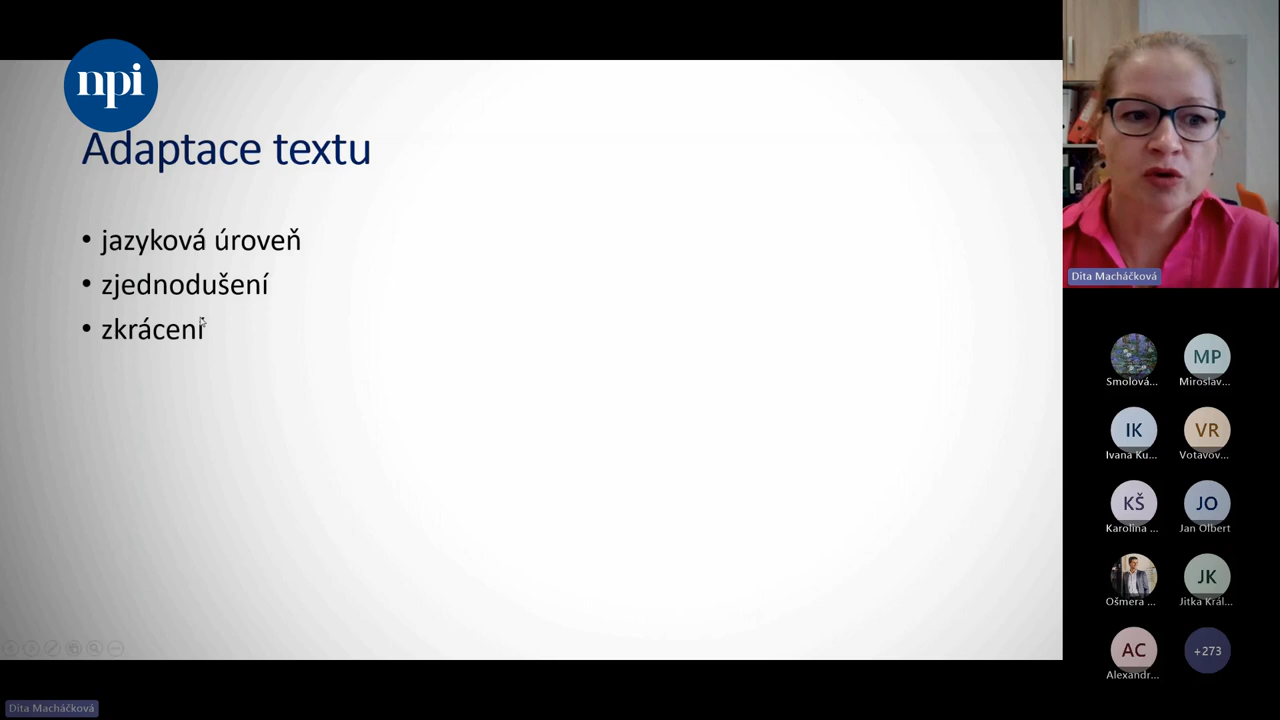 npi
Adaptace textu
• jazyková úroveň
• zjednodušení
• zkrácení
Dita Macháčková
Smolová...
MP
Miroslav...
IK
Ivana Ku...
VR
Votavov...
KŠ
Karolína ...
JO
Jan Olbert
Ošmera ...
JK
Jitka Král...
AC
Alexandr...
+273
Dita Macháčková